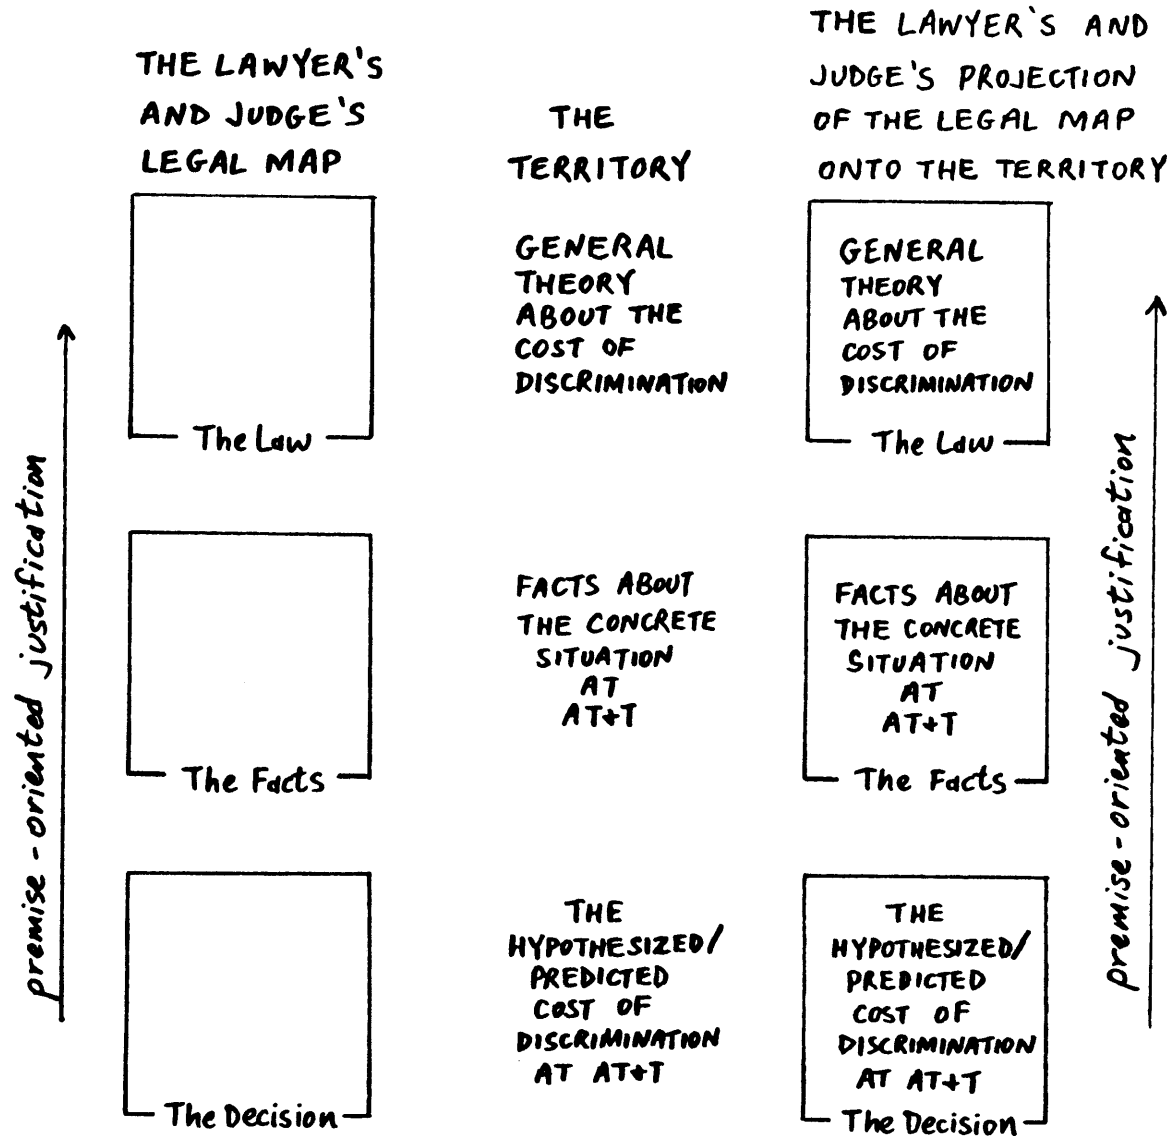 THE LAWYER'S
AND JUDGE'S
LEGAL MAP
THE
TERRITORY
THE LAWYER'S AND
JUDGE'S PROJECTION
OF THE LEGAL MAP
ONTO THE TERRITORY
premise-oriented justification
The Law
GENERAL
THEORY
ABOUT THE
COST OF
DISCRIMINATION
GENERAL
THEORY
ABOUT THE
COST OF
DISCRIMINATION
The Law
The Facts
FACTS ABOUT
THE CONCRETE
SITUATION
AT
AT+T
FACTS ABOUT
THE CONCRETE
SITUATION
AT
AT+T
The Facts
The Decision
THE
HYPOTHESIZED/
PREDICTED
COST OF
DISCRIMINATION
AT AT+T
THE
HYPOTHESIZED/
PREDICTED
COST OF
DISCRIMINATION
AT AT+T
The Decision
premise-oriented justification